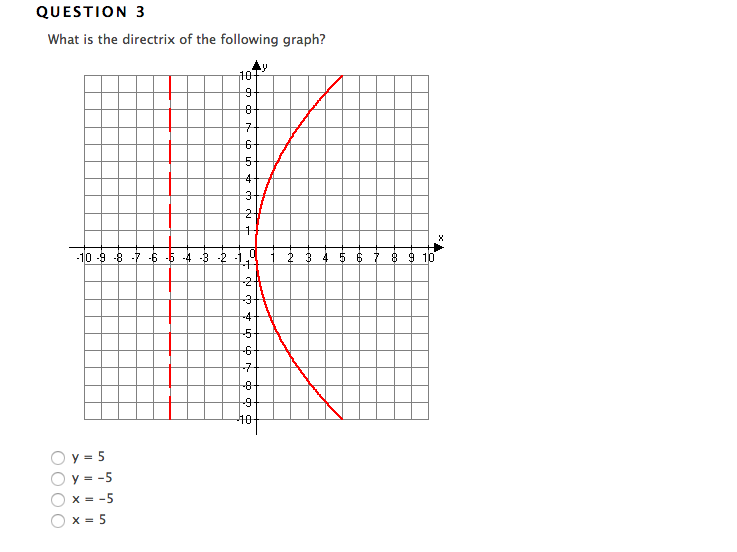 QUESTION 3
What is the directrix of the following graph?
y
10
9
8
7
6
5
4
3
2
1
x
-10 -9 -8 -7 -6 -5 -4 -3 -2 -1 0 1 2 3 4 5 6 7 8 9 10
-1
-2
-3
-4
-5
-6
-7
-8
-9
-10
y = 5
y = -5
x = -5
x = 5